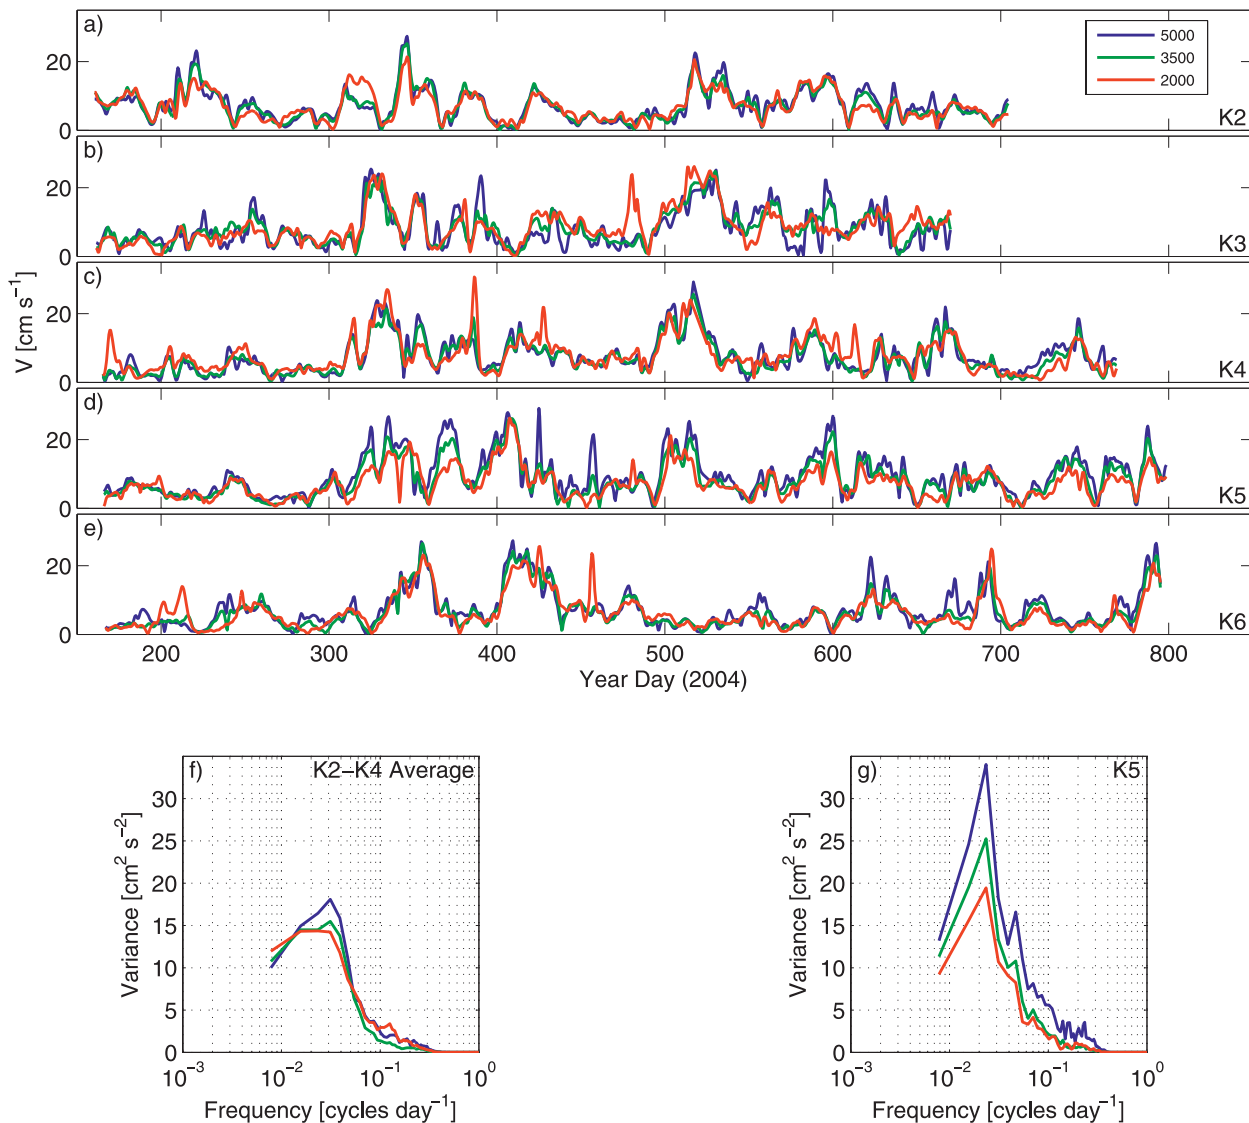 a)
5000
3500
2000
20
0
K2
b)
20
0
K3
c)
20
0
K4
d)
20
0
K5
e)
20
0
K6
V [cm s⁻¹]
200 300 400 500 600 700 800
Year Day (2004)
f) K2–K4 Average
30
25
20
15
10
5
0
Variance [cm² s⁻²]
10⁻³ 10⁻² 10⁻¹ 10⁰
Frequency [cycles day⁻¹]
g) K5
30
25
20
15
10
5
0
Variance [cm² s⁻²]
10⁻³ 10⁻² 10⁻¹ 10⁰
Frequency [cycles day⁻¹]